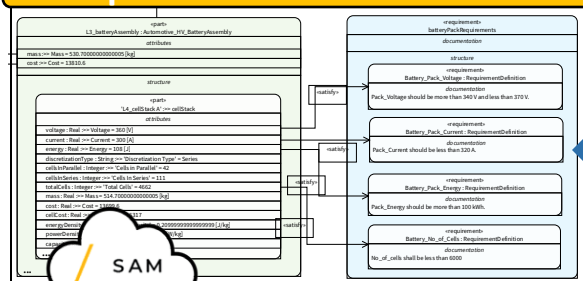 «part»
L3_batteryAssembly : Automotive_HV_BatteryAssembly
attributes
mass :>> Mass = 530.70000000000005 [kg]
cost :>> Cost = 13810.6
structure
«part»
'L4_cellStack A' :>> cellStack
attributes
voltage : Real :>> Voltage = 360 [V]
current : Real :>> Current = 300 [A]
energy : Real :>> Energy = 108 [J]
discretizationType : String :>> 'Discretization Type' = Series
cellsInParallel : Integer :>> 'Cells in Parallel' = 42
cellsInSeries : Integer :>> 'Cells In Series' = 111
totalCells : Integer :>> 'Total Cells' = 4662
mass : Real :>> Mass = 514.70000000000005 [kg]
cost : Real :>> Cost =
cellCost : Real
energyDensi
powerDensi
capac
...
...
SAM
«satisfy»
«satisfy»
«satisfy»
«satisfy»
«requirement»
batteryPackRequirements
documentation
structure
«requirement»
Battery_Pack_Voltage : RequirementDefinition
documentation
Pack_Voltage should be more than 340 V and less than 370 V.
«requirement»
Battery_Pack_Current : RequirementDefinition
documentation
Pack_Current should be less than 320 A.
«requirement»
Battery_Pack_Energy : RequirementDefinition
documentation
Pack_Energy should be more than 100 kWh.
«requirement»
Battery_No_of_Cells : RequirementDefinition
documentation
No_of_cells shall be less than 6000